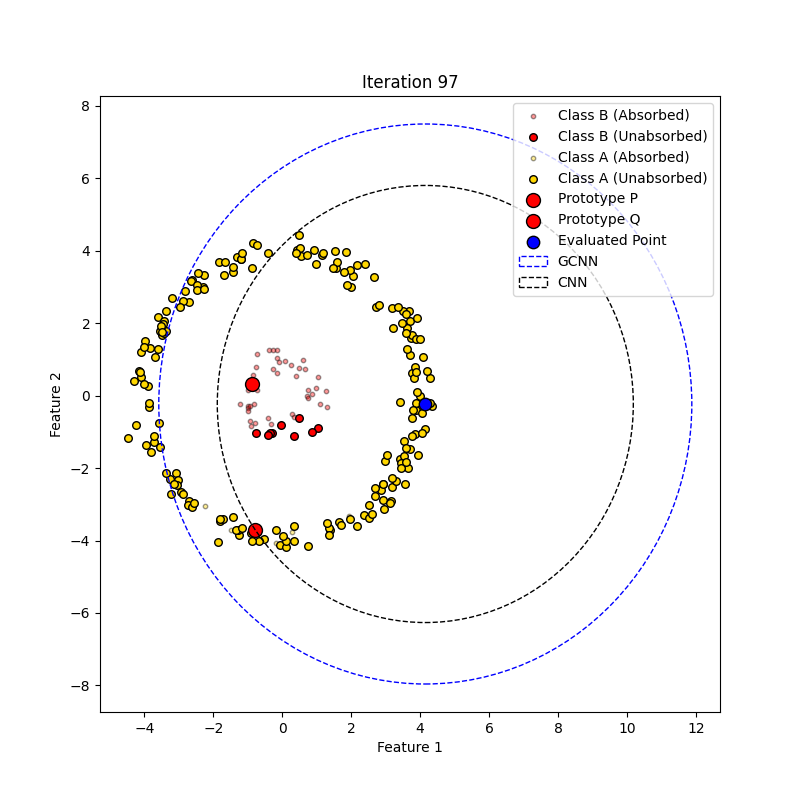 Iteration 97
Class B (Absorbed)
Class B (Unabsorbed)
Class A (Absorbed)
Class A (Unabsorbed)
Prototype P
Prototype Q
Evaluated Point
GCNN
CNN
8
6
4
2
0
−2
−4
−6
−8
Feature 2
−4 −2 0 2 4 6 8 10 12
Feature 1